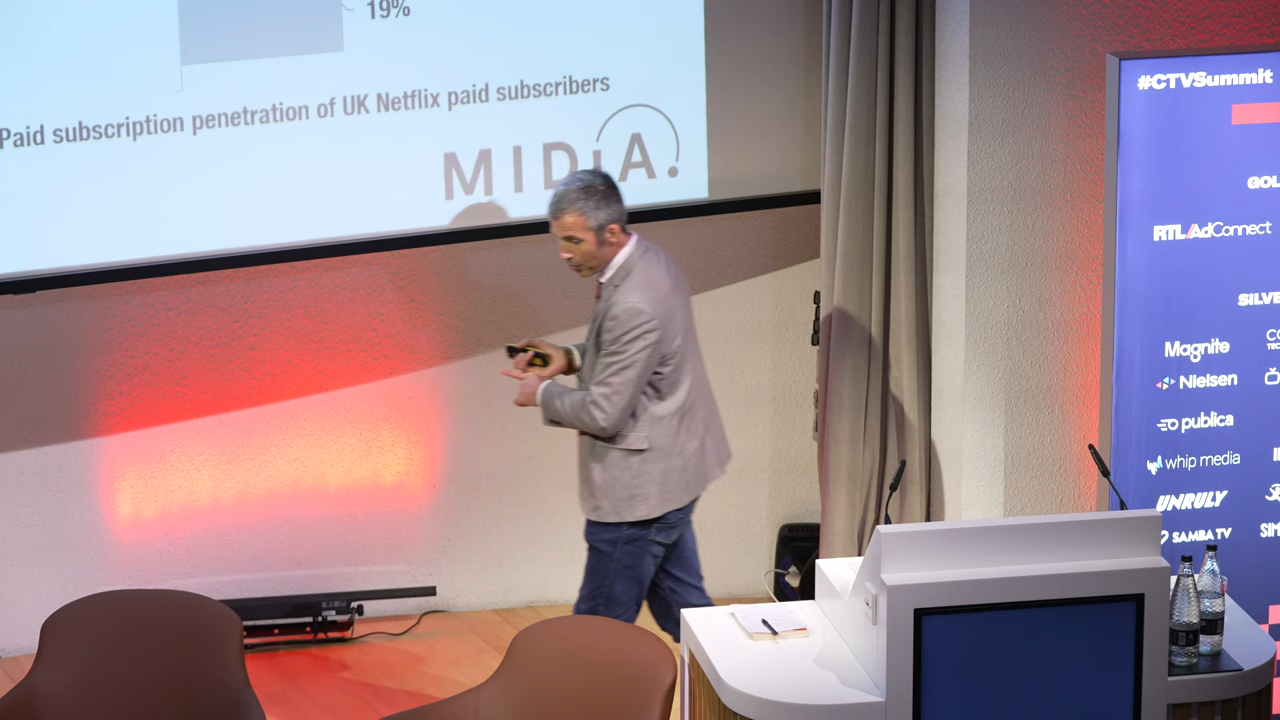 19%
Paid subscription penetration of UK Netflix paid subscribers
MIDiA.
#CTVSummit
RTL/AdConnect
Magnite
Nielsen
publica
whip media
UNRULY
SAMBA TV